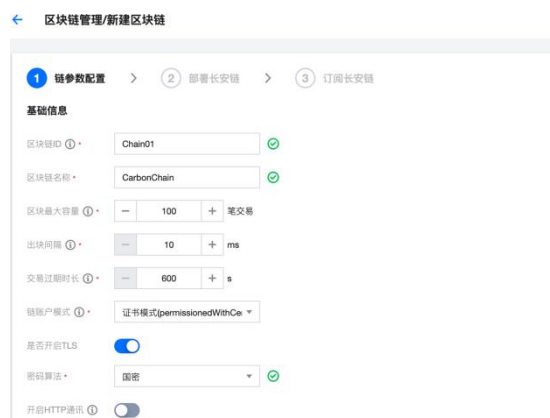 ← 区块链管理/新建区块链
1 链参数配置 > 2 部署长安链 > 3 订阅长安链
基础信息
区块链ID * Chain01
区块链名称 * CarbonChain
区块最大容量 * − 100 + 笔交易
出块间隔 * − 10 + ms
交易过期时长 * − 600 + s
链账户模式 * 证书模式(permissionedWithCe
是否开启TLS
密码算法 * 国密
开启HTTP通讯